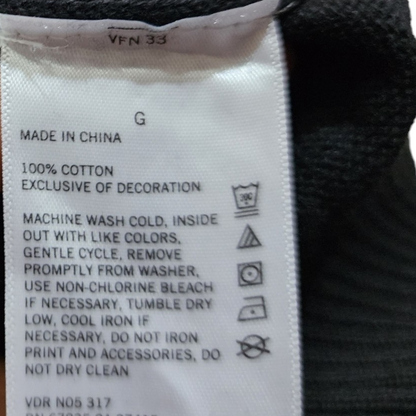 VFN 33
G
MADE IN CHINA
100% COTTON
EXCLUSIVE OF DECORATION
MACHINE WASH COLD, INSIDE
OUT WITH LIKE COLORS,
GENTLE CYCLE, REMOVE
PROMPTLY FROM WASHER,
USE NON-CHLORINE BLEACH
IF NECESSARY, TUMBLE DRY
LOW, COOL IRON IF
NECESSARY, DO NOT IRON
PRINT AND ACCESSORIES, DO
NOT DRY CLEAN
VDR N05 317